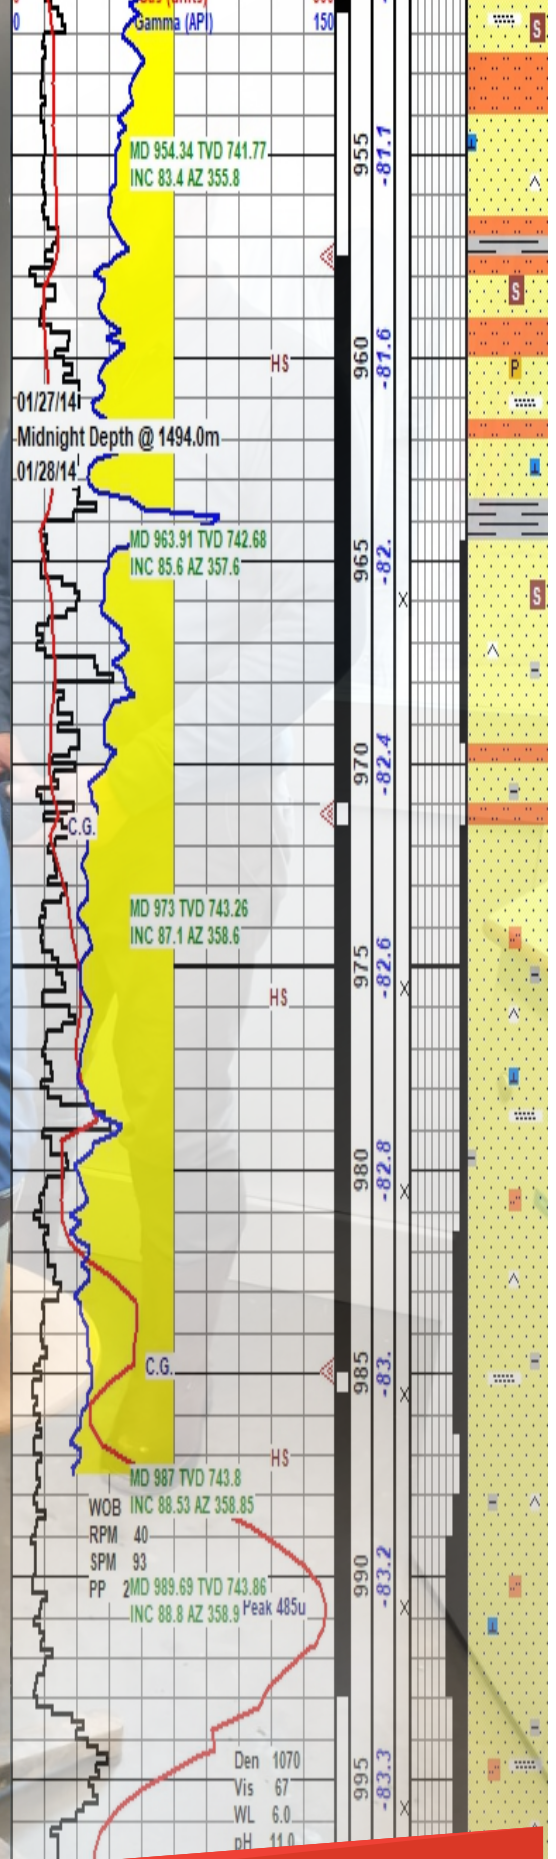 0 Gamma (API) 150
S
MD 954.34 TVD 741.77
INC 83.4 AZ 355.8
955
-81.1
S
960
-81.6
HS
P
01/27/14
Midnight Depth @ 1494.0m
01/28/14
MD 963.91 TVD 742.68
INC 85.6 AZ 357.6
965
-82.
X
S
970
-82.4
C.G.
MD 973 TVD 743.26
INC 87.1 AZ 358.6
975
-82.6
HS
X
980
-82.8
X
C.G.
985
-83.
X
HS
MD 987 TVD 743.8
INC 88.53 AZ 358.85
WOB
RPM 40
SPM 93
PP 2
MD 989.69 TVD 743.86
INC 88.8 AZ 358.9
Peak 485u
990
-83.2
X
Den 1070
Vis 67
WL 6.0
pH 11.0
995
-83.3
X